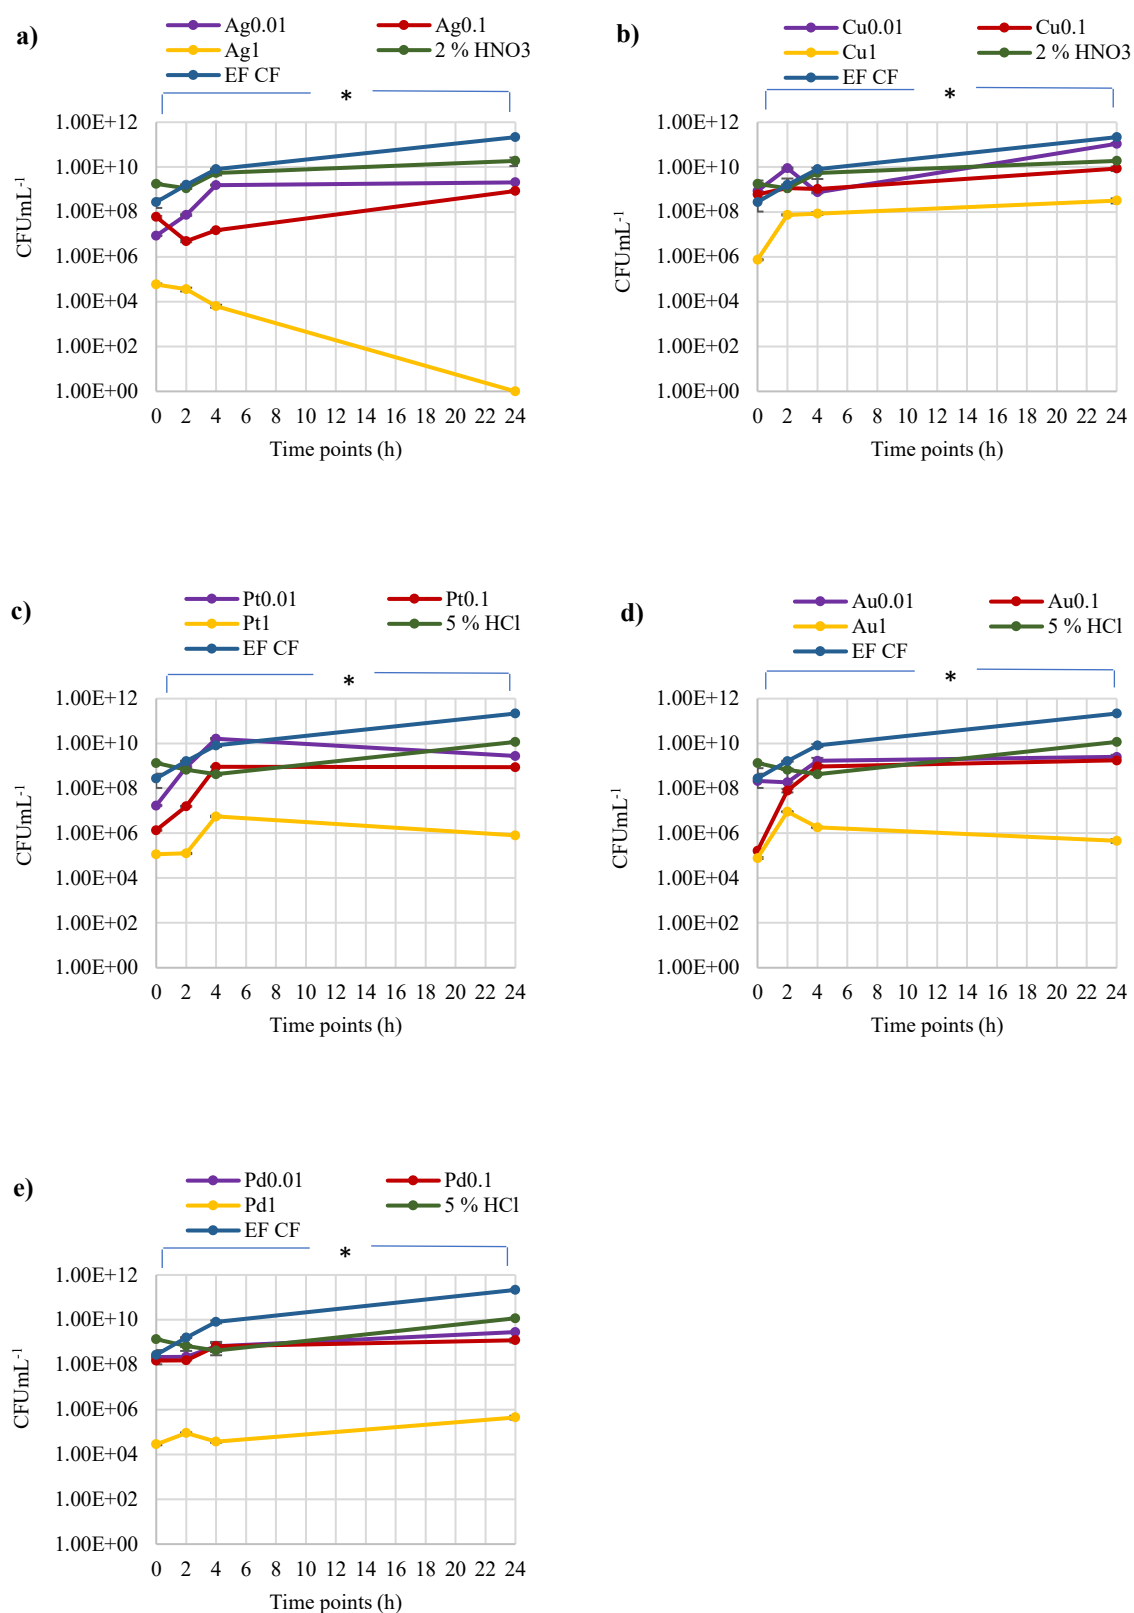 a)
Ag0.01 Ag0.1
Ag1 2 % HNO3
EF CF
*
1.00E+12
1.00E+10
1.00E+08
1.00E+06
1.00E+04
1.00E+02
1.00E+00
CFUmL-1
0 2 4 6 8 10 12 14 16 18 20 22 24
Time points (h)
b)
Cu0.01 Cu0.1
Cu1 2 % HNO3
EF CF
*
1.00E+12
1.00E+10
1.00E+08
1.00E+06
1.00E+04
1.00E+02
1.00E+00
CFUmL-1
0 2 4 6 8 10 12 14 16 18 20 22 24
Time points (h)
c)
Pt0.01 Pt0.1
Pt1 5 % HCl
EF CF
*
1.00E+12
1.00E+10
1.00E+08
1.00E+06
1.00E+04
1.00E+02
1.00E+00
CFUmL-1
0 2 4 6 8 10 12 14 16 18 20 22 24
Time points (h)
d)
Au0.01 Au0.1
Au1 5 % HCl
EF CF
*
1.00E+12
1.00E+10
1.00E+08
1.00E+06
1.00E+04
1.00E+02
1.00E+00
CFUmL-1
0 2 4 6 8 10 12 14 16 18 20 22 24
Time points (h)
e)
Pd0.01 Pd0.1
Pd1 5 % HCl
EF CF
*
1.00E+12
1.00E+10
1.00E+08
1.00E+06
1.00E+04
1.00E+02
1.00E+00
CFUmL-1
0 2 4 6 8 10 12 14 16 18 20 22 24
Time points (h)